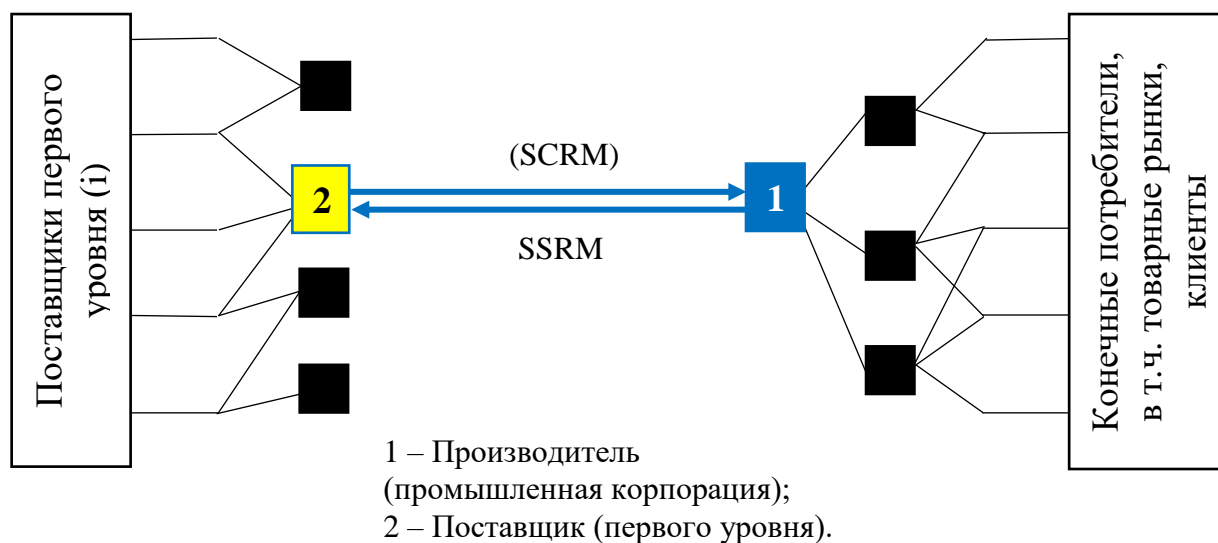 Поставщики первого
уровня (i)
2
(SCRM)
SSRM
1
Конечные потребители,
в т.ч. товарные рынки,
клиенты
1 – Производитель
(промышленная корпорация);
2 – Поставщик (первого уровня).